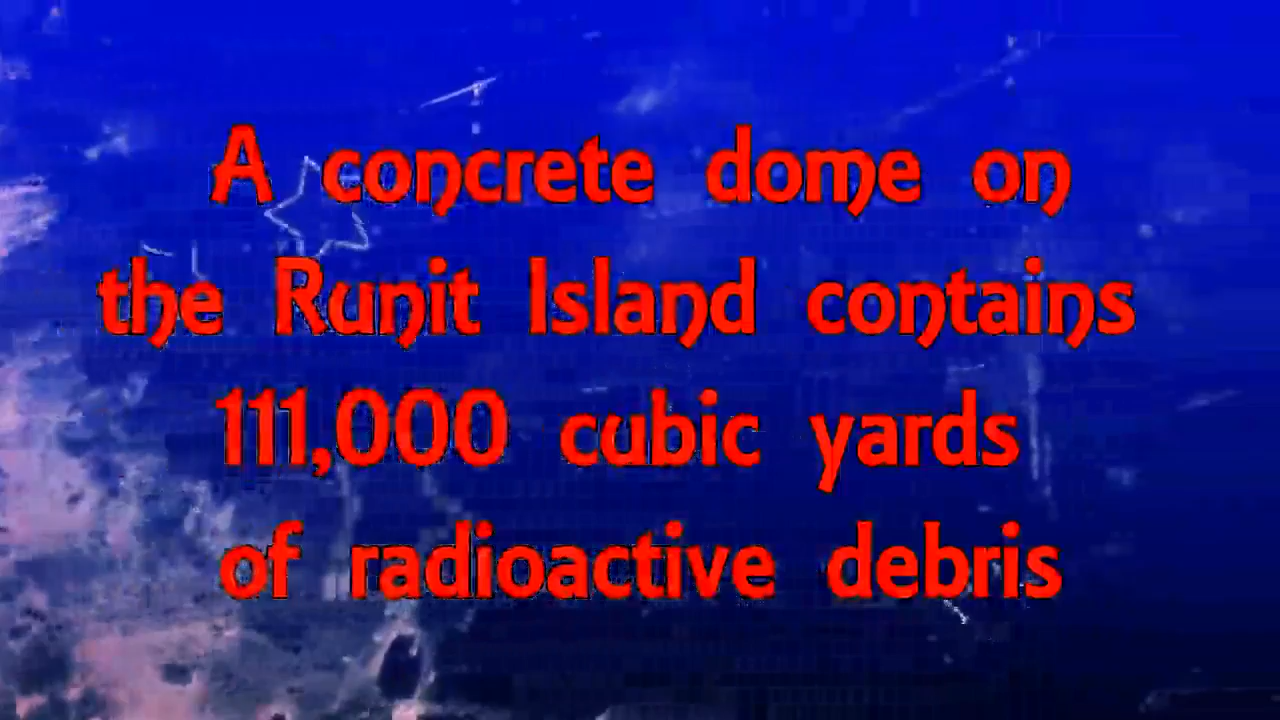 A concrete dome on
the Runit Island contains
111,000 cubic yards
of radioactive debris